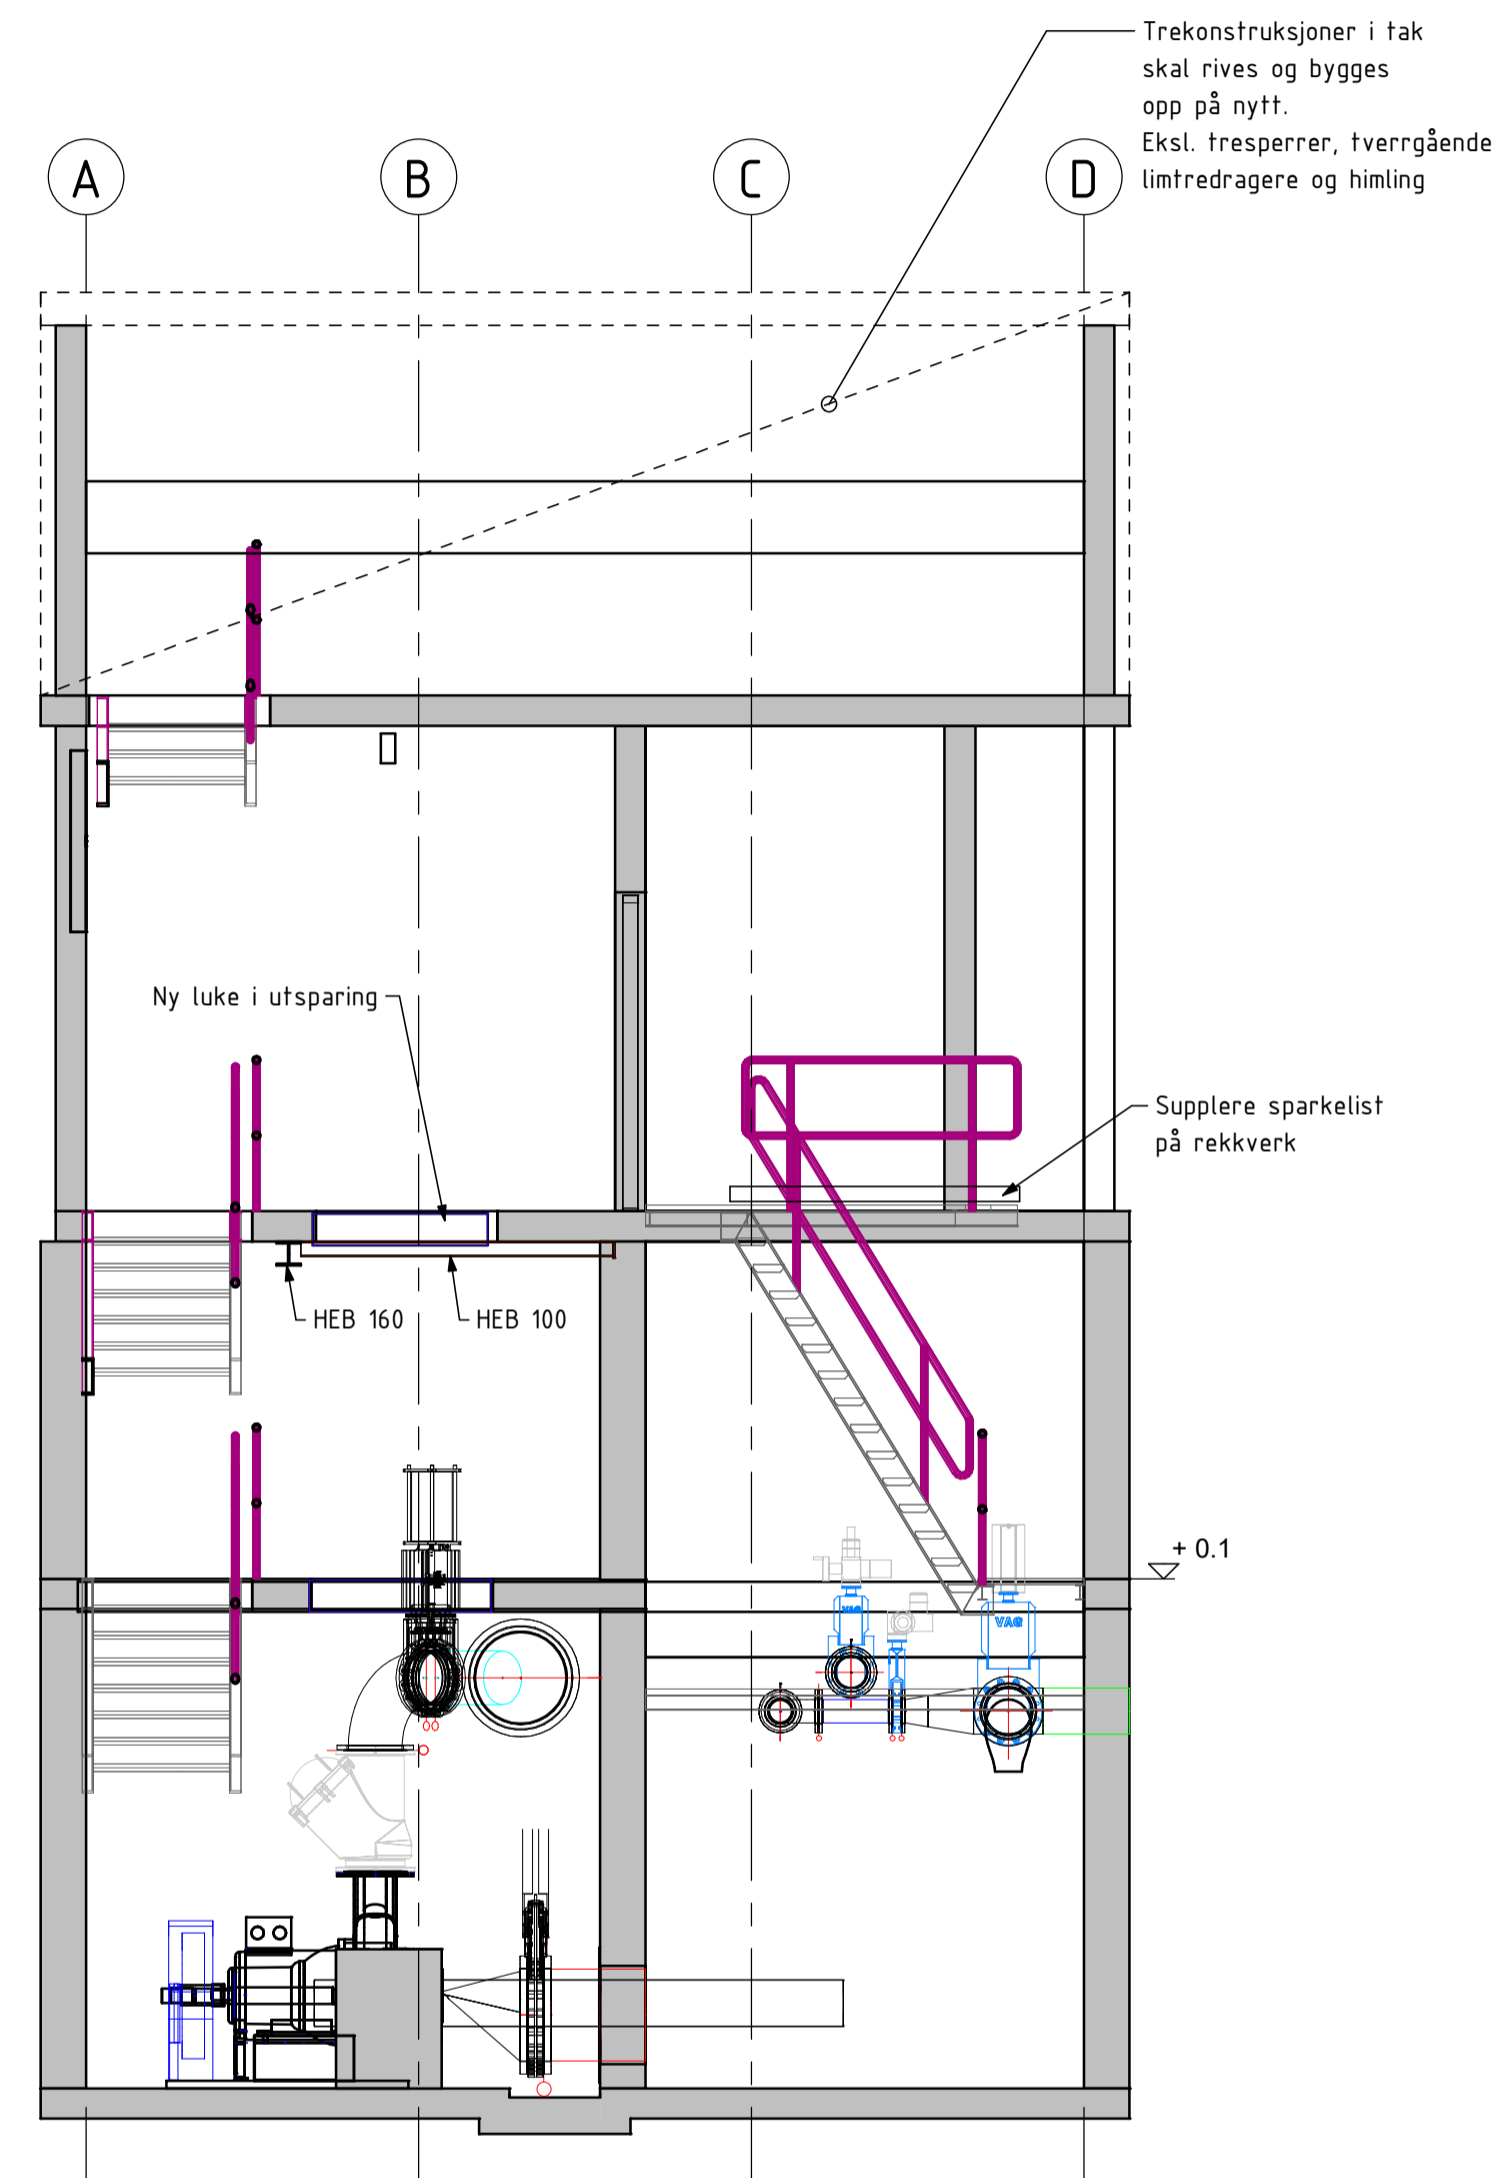 Trekonstruksjoner i tak
skal rives og bygges
opp på nytt.
Eksl. tresperrer, tverrgående
limtredragere og himling
A
B
C
D
Ny luke i utsparing
Supplere sparkelist
på rekkverk
HEB 160
HEB 100
+ 0.1
VAG
VAG